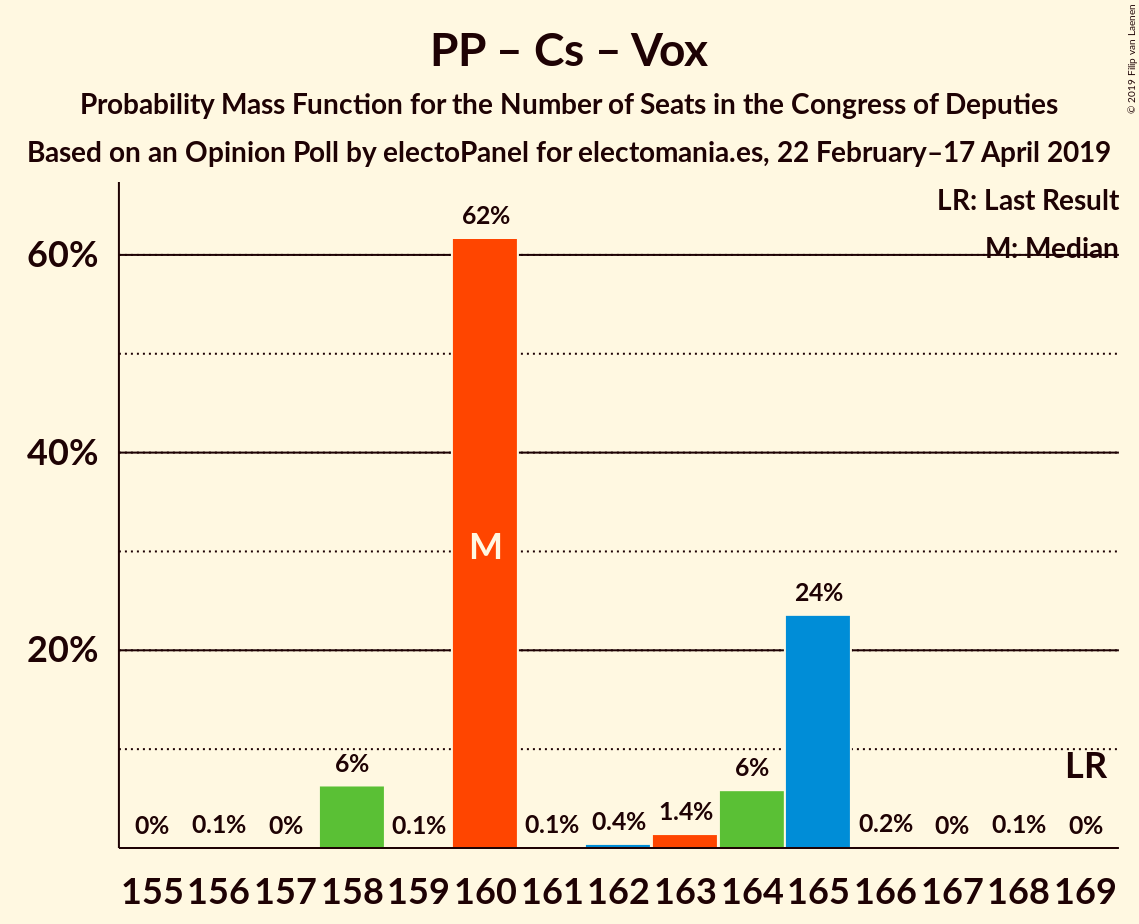 PP – Cs – Vox
Probability Mass Function for the Number of Seats in the Congress of Deputies
Based on an Opinion Poll by electoPanel for electomania.es, 22 February–17 April 2019
© 2019 Filip van Laenen
LR: Last Result
M: Median
60%
40%
20%
0% 0.1% 0% 6% 0.1% 62% 0.1% 0.4% 1.4% 6% 24% 0.2% 0% 0.1% 0%
M
LR
155 156 157 158 159 160 161 162 163 164 165 166 167 168 169